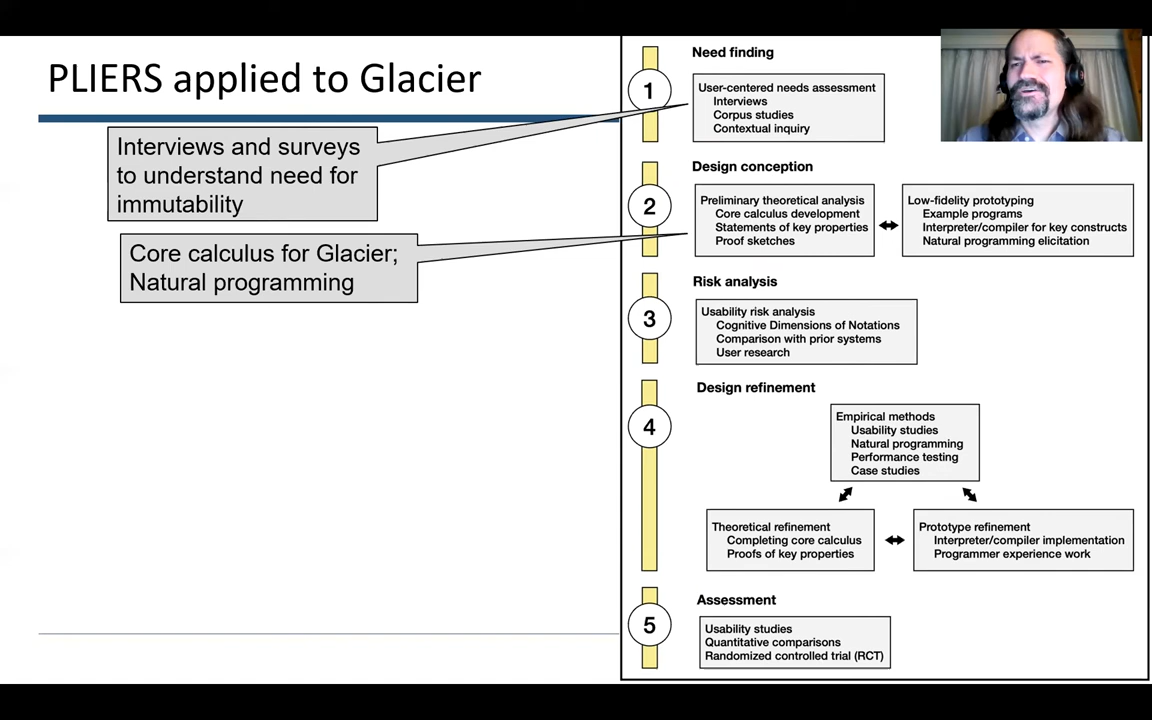 PLIERS applied to Glacier
Interviews and surveys
to understand need for
immutability
Core calculus for Glacier;
Natural programming
1
Need finding
User-centered needs assessment
Interviews
Corpus studies
Contextual inquiry
2
Design conception
Preliminary theoretical analysis
Core calculus development
Statements of key properties
Proof sketches
Low-fidelity prototyping
Example programs
Interpreter/compiler for key constructs
Natural programming elicitation
3
Risk analysis
Usability risk analysis
Cognitive Dimensions of Notations
Comparison with prior systems
User research
4
Design refinement
Empirical methods
Usability studies
Natural programming
Performance testing
Case studies
Theoretical refinement
Completing core calculus
Proofs of key properties
Prototype refinement
Interpreter/compiler implementation
Programmer experience work
5
Assessment
Usability studies
Quantitative comparisons
Randomized controlled trial (RCT)